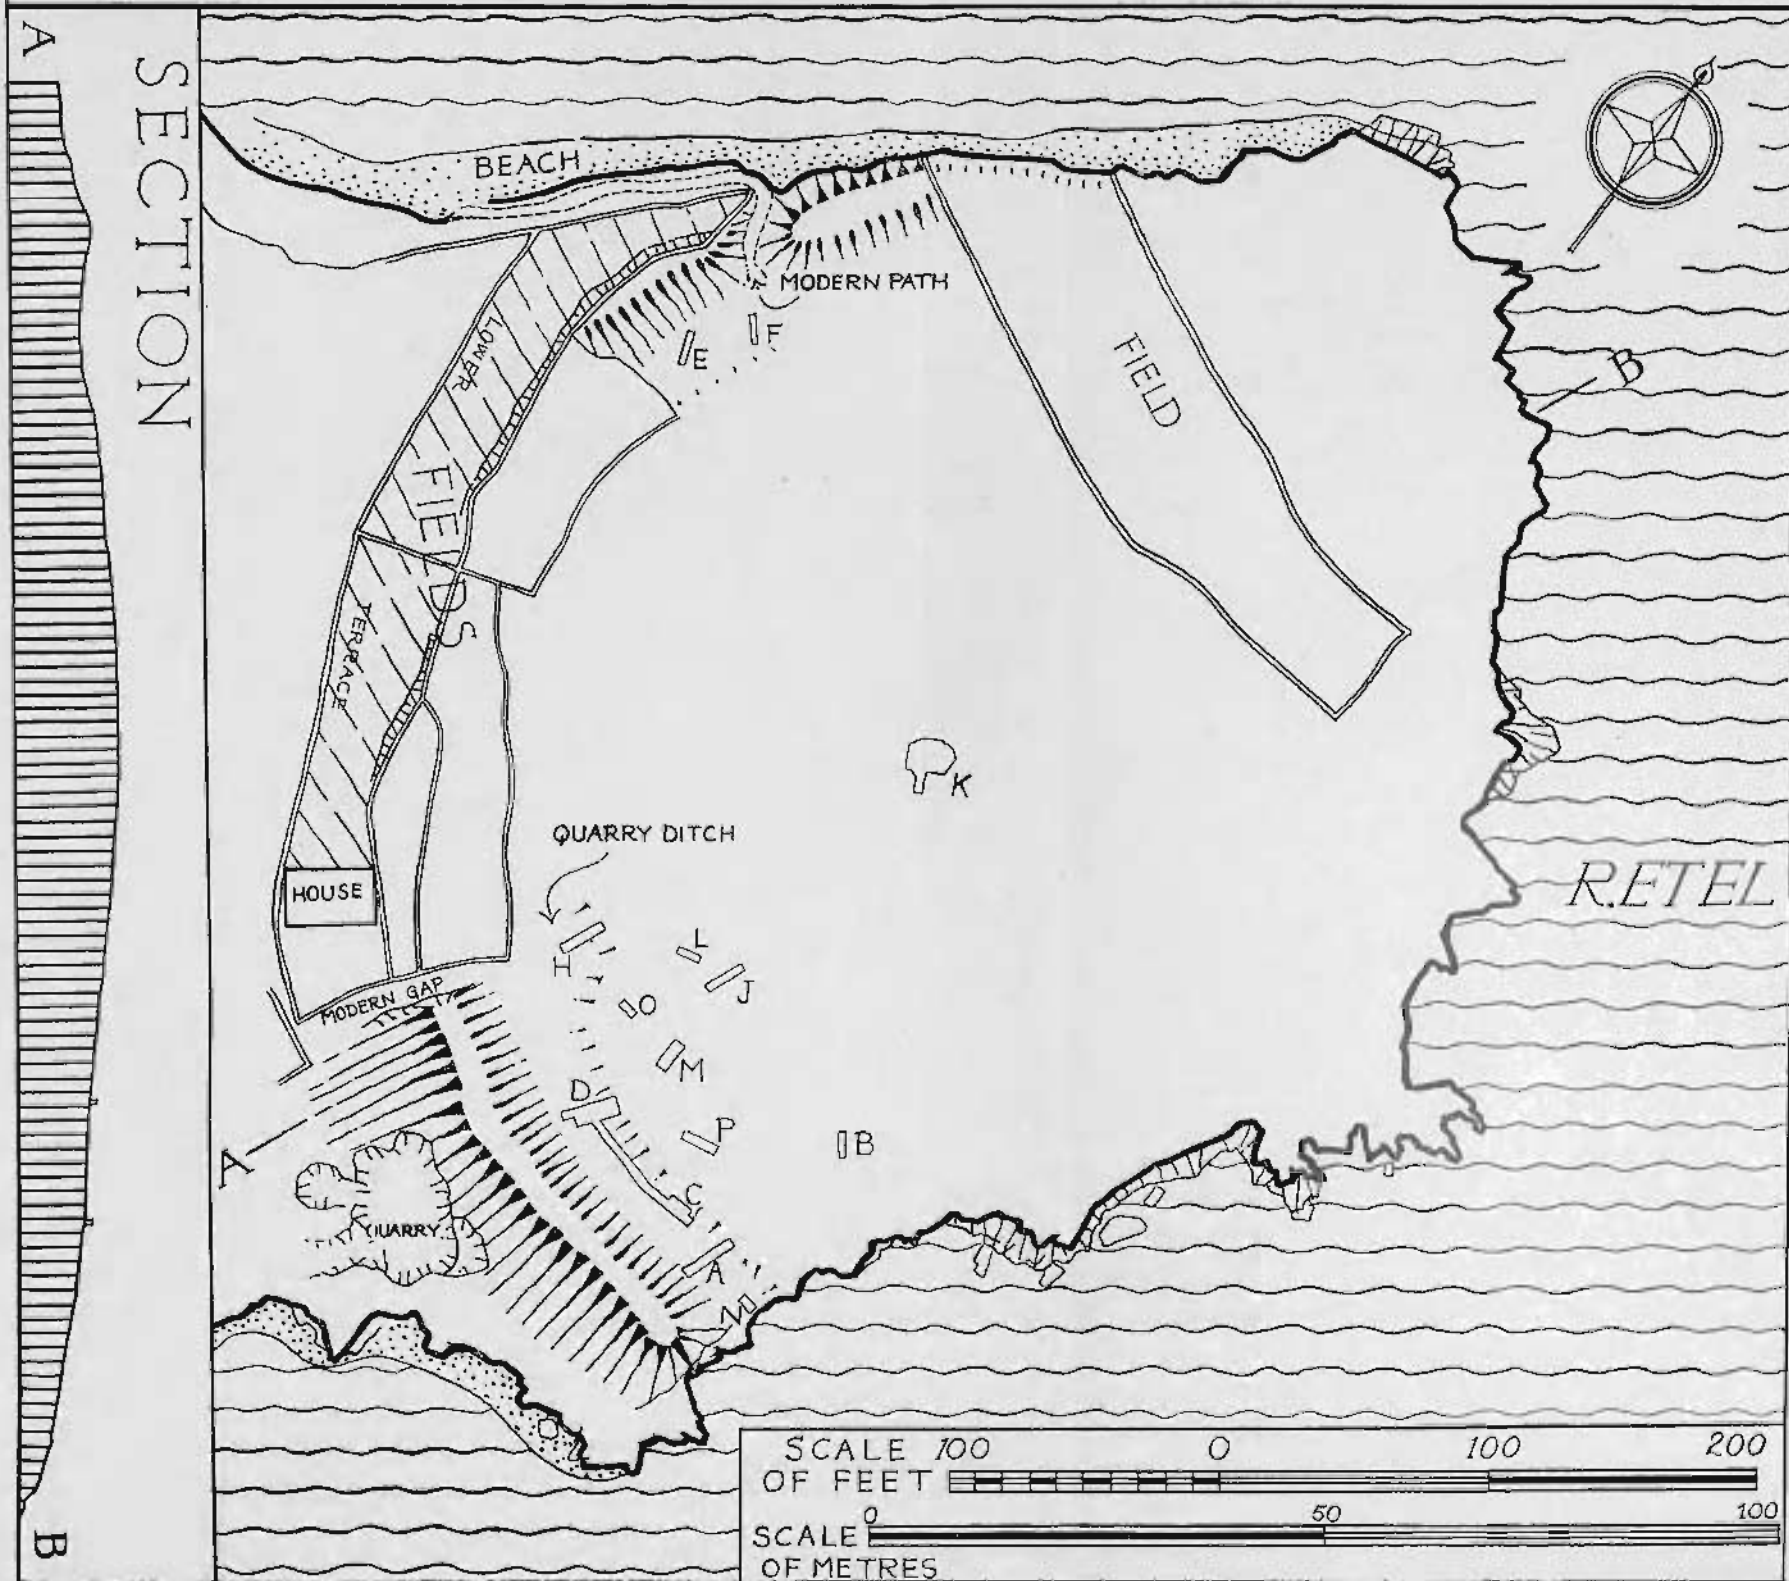 A
SECTION
B
BEACH
MODERN PATH
F
E
LOWER
TERRACE
FIELDS
FIELD
B
K
QUARRY DITCH
HOUSE
R.ETEL
H
L
J
O
M
MODERN GAP
D
P
B
A
C
QUARRY
A
N
SCALE OF FEET
100 0 100 200
SCALE OF METRES
0 50 100